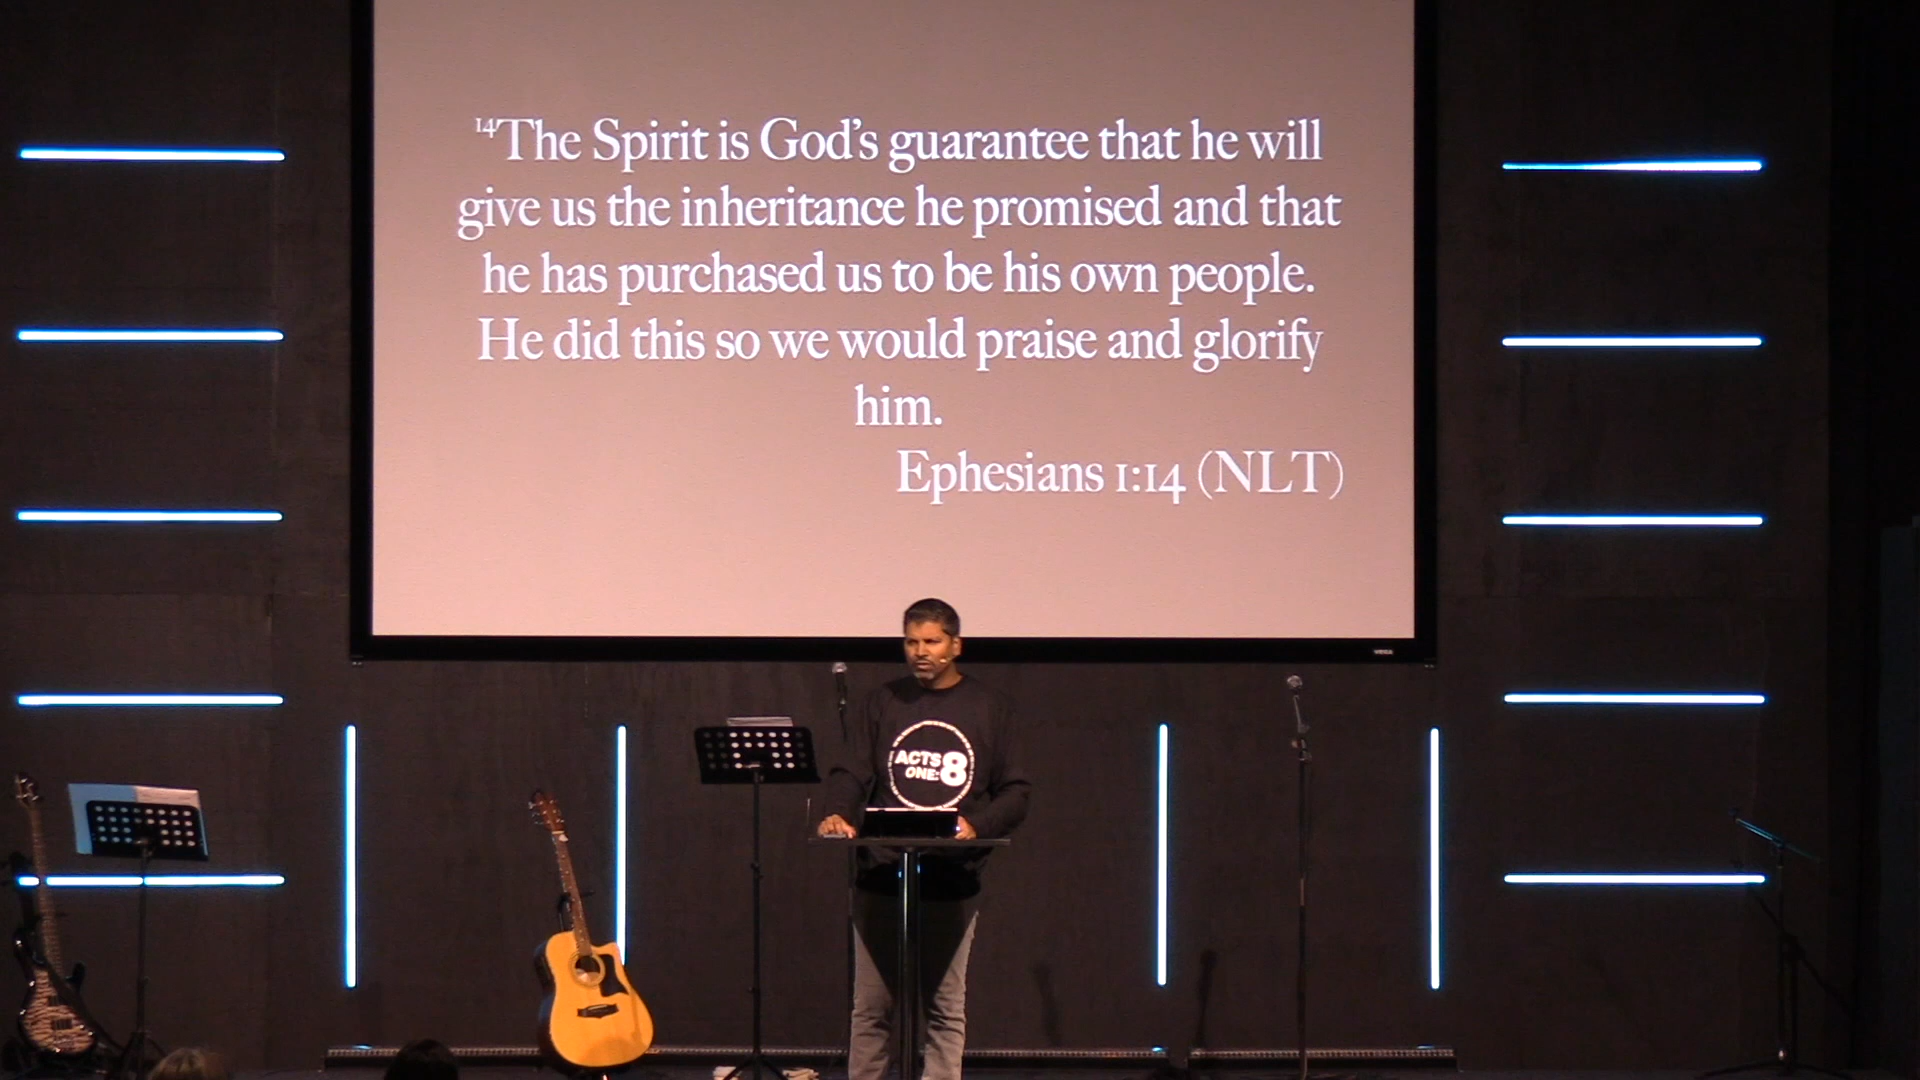 ¹⁴The Spirit is God's guarantee that he will
give us the inheritance he promised and that
he has purchased us to be his own people.
He did this so we would praise and glorify
him.
Ephesians 1:14 (NLT)
ACTS
ONE:8